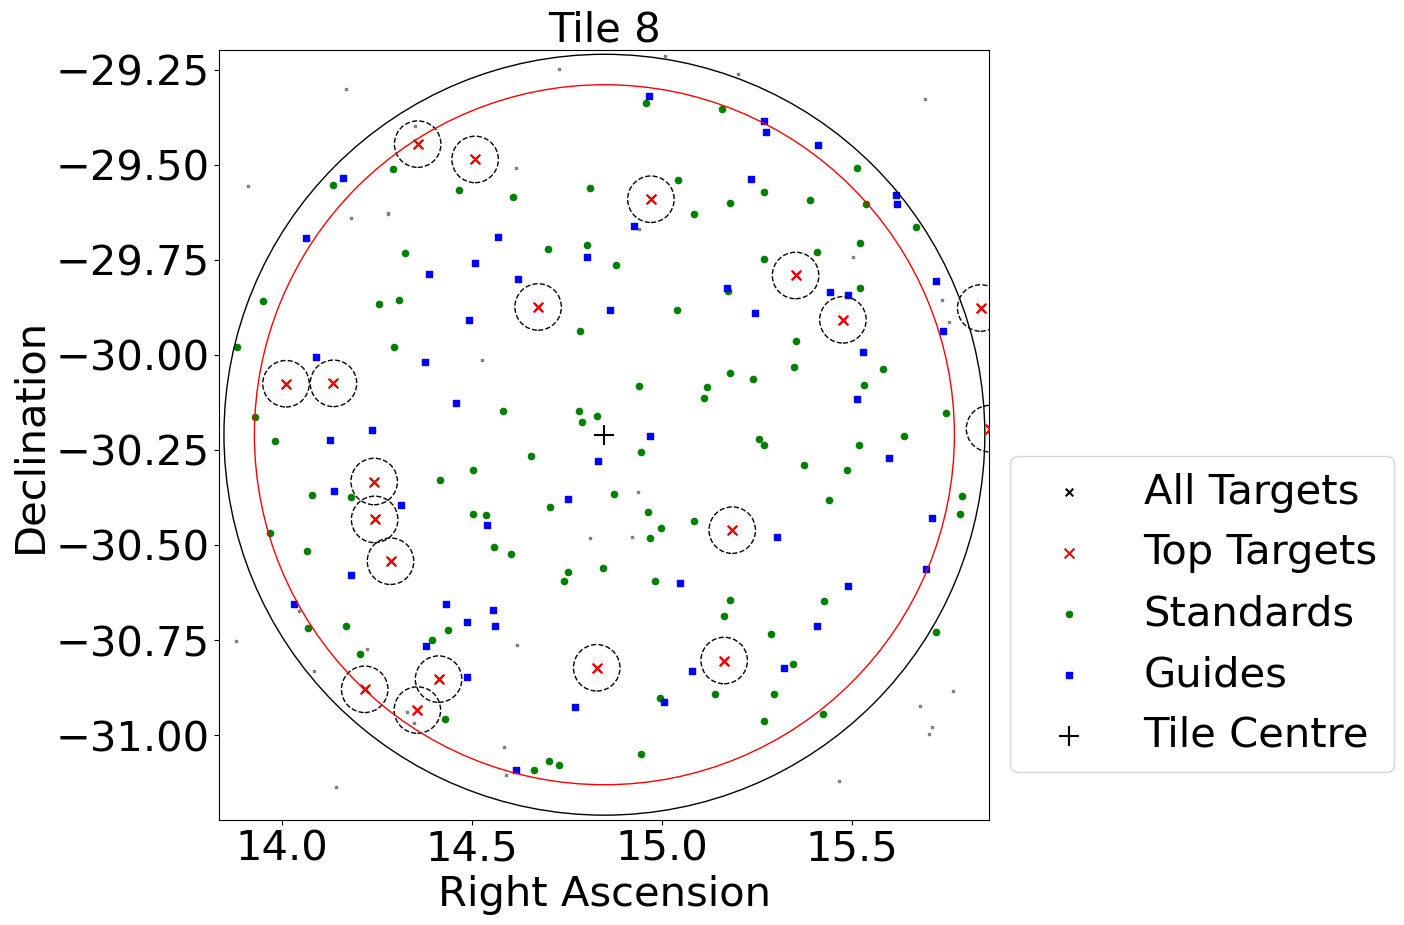 Tile 8
−29.25
−29.50
−29.75
−30.00
−30.25
−30.50
−30.75
−31.00
Declination
14.0
14.5
15.0
15.5
Right Ascension
All Targets
Top Targets
Standards
Guides
Tile Centre